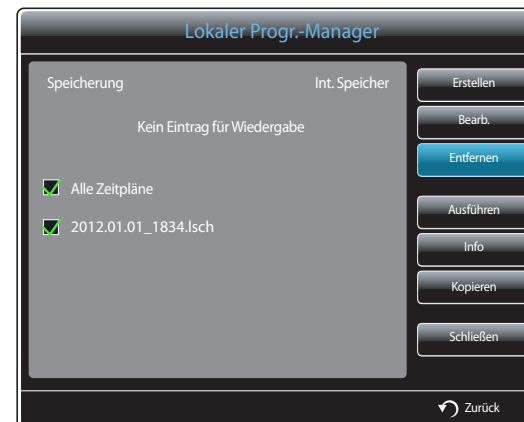 Lokaler Progr.-Manager
Speicherung Int. Speicher
Kein Eintrag für Wiedergabe
Alle Zeitpläne
2012.01.01_1834.lsch
Erstellen
Bearb.
Entfernen
Ausführen
Info
Kopieren
Schließen
Zurück